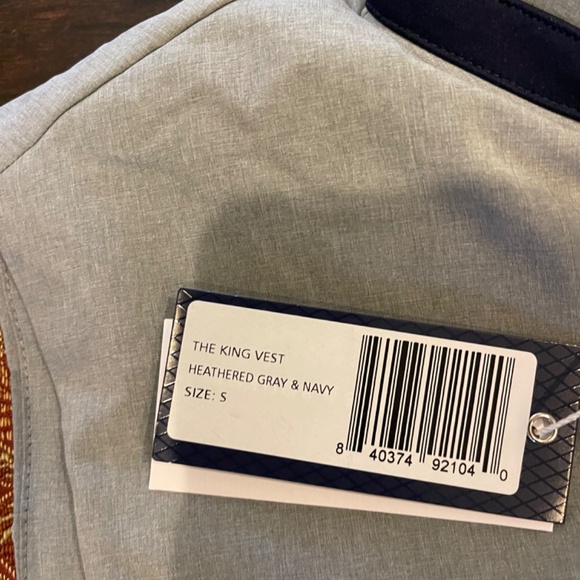 THE KING VEST
HEATHERED GRAY & NAVY
SIZE: S
8 40374 92104 0